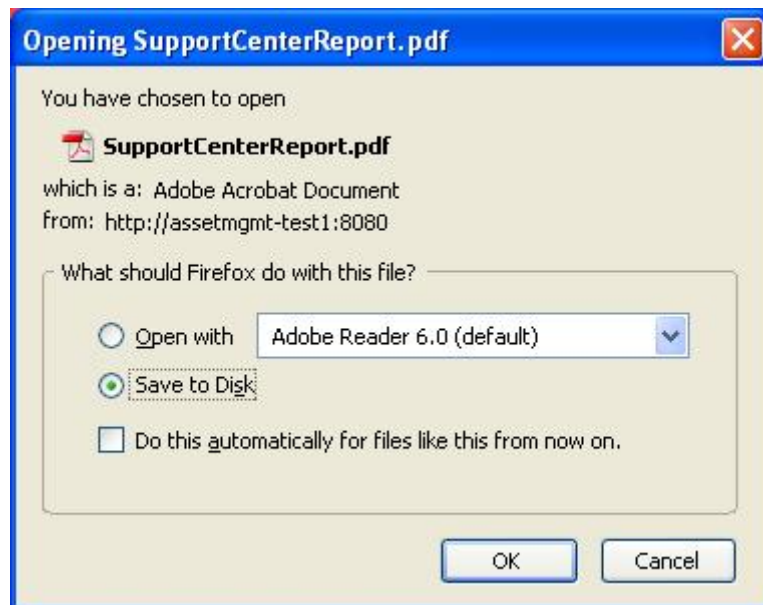 Opening SupportCenterReport.pdf
You have chosen to open
SupportCenterReport.pdf
which is a: Adobe Acrobat Document
from: http://assetmgmt-test1:8080
What should Firefox do with this file?
Open with Adobe Reader 6.0 (default)
Save to Disk
Do this automatically for files like this from now on.
OK Cancel